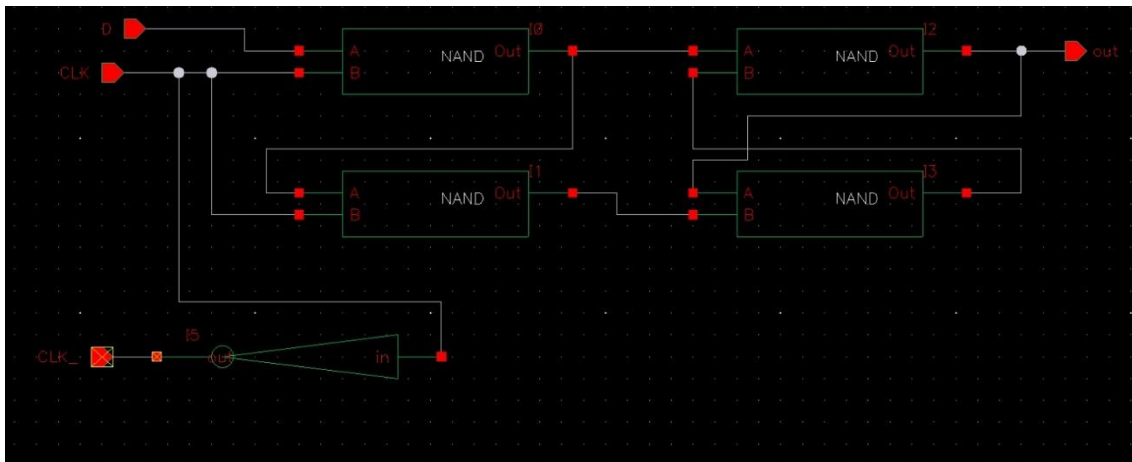 D I0 I2
A NAND Out A NAND Out out
CLK B B
I1 I3
A NAND Out A NAND Out
B B
I5
CLK_ out in